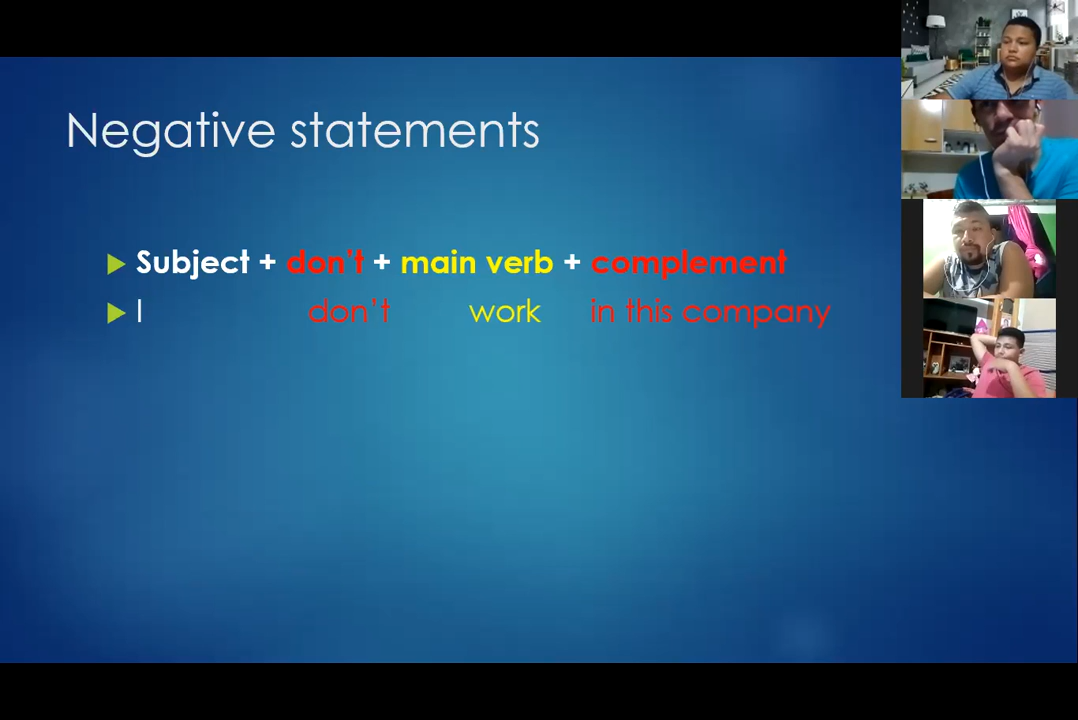 Negative statements
Subject + don't + main verb + complement
I don't work in this company